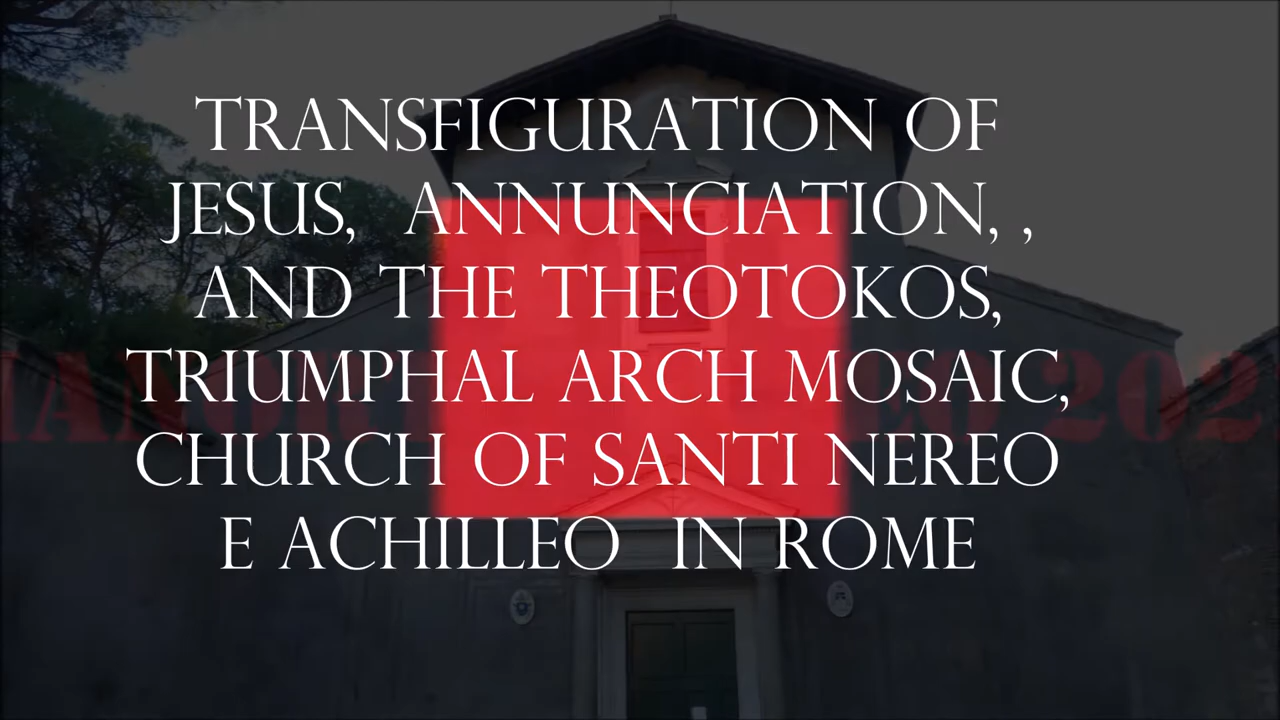 TRANSFIGURATION OF
JESUS, ANNUNCIATION, ,
AND THE THEOTOKOS,
TRIUMPHAL ARCH MOSAIC,
CHURCH OF SANTI NEREO
E ACHILLEO IN ROME